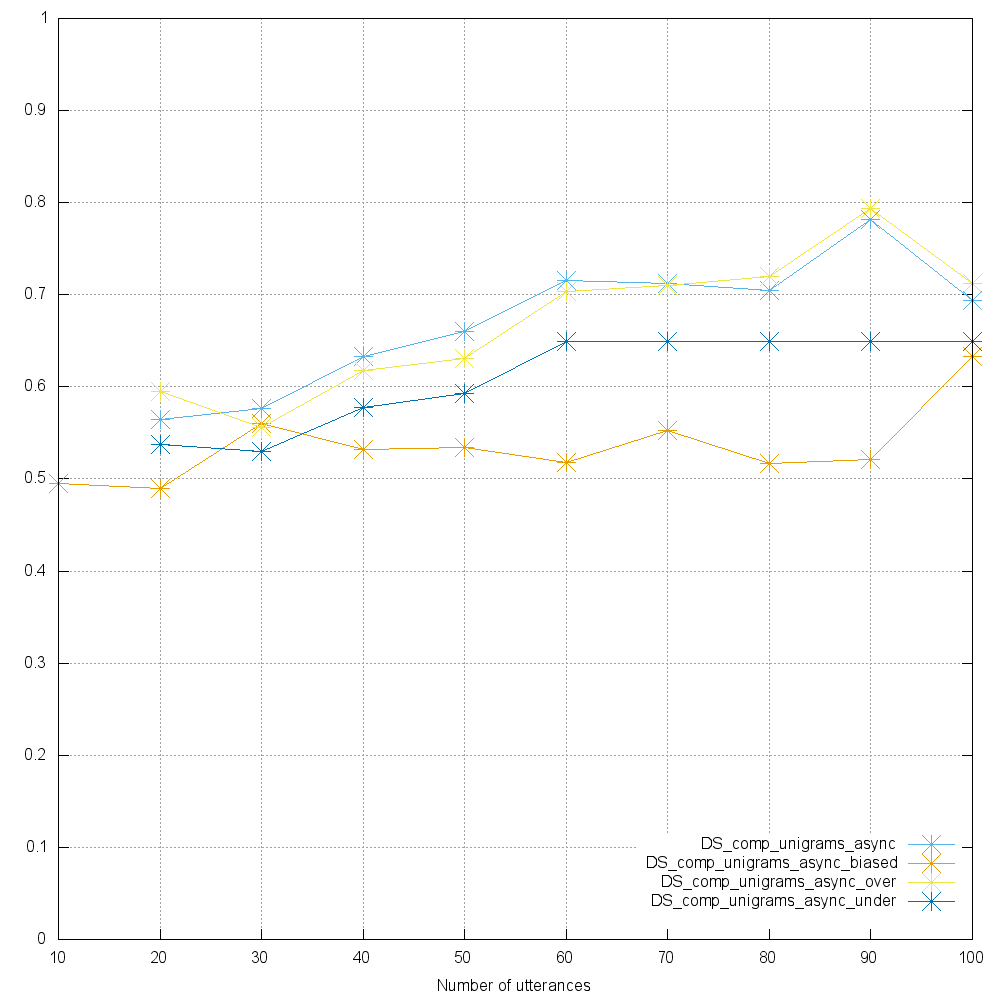 1
0.9
0.8
0.7
0.6
0.5
0.4
0.3
0.2
0.1
0
DS_comp_unigrams_async
DS_comp_unigrams_async_biased
DS_comp_unigrams_async_over
DS_comp_unigrams_async_under
10 20 30 40 50 60 70 80 90 100
Number of utterances